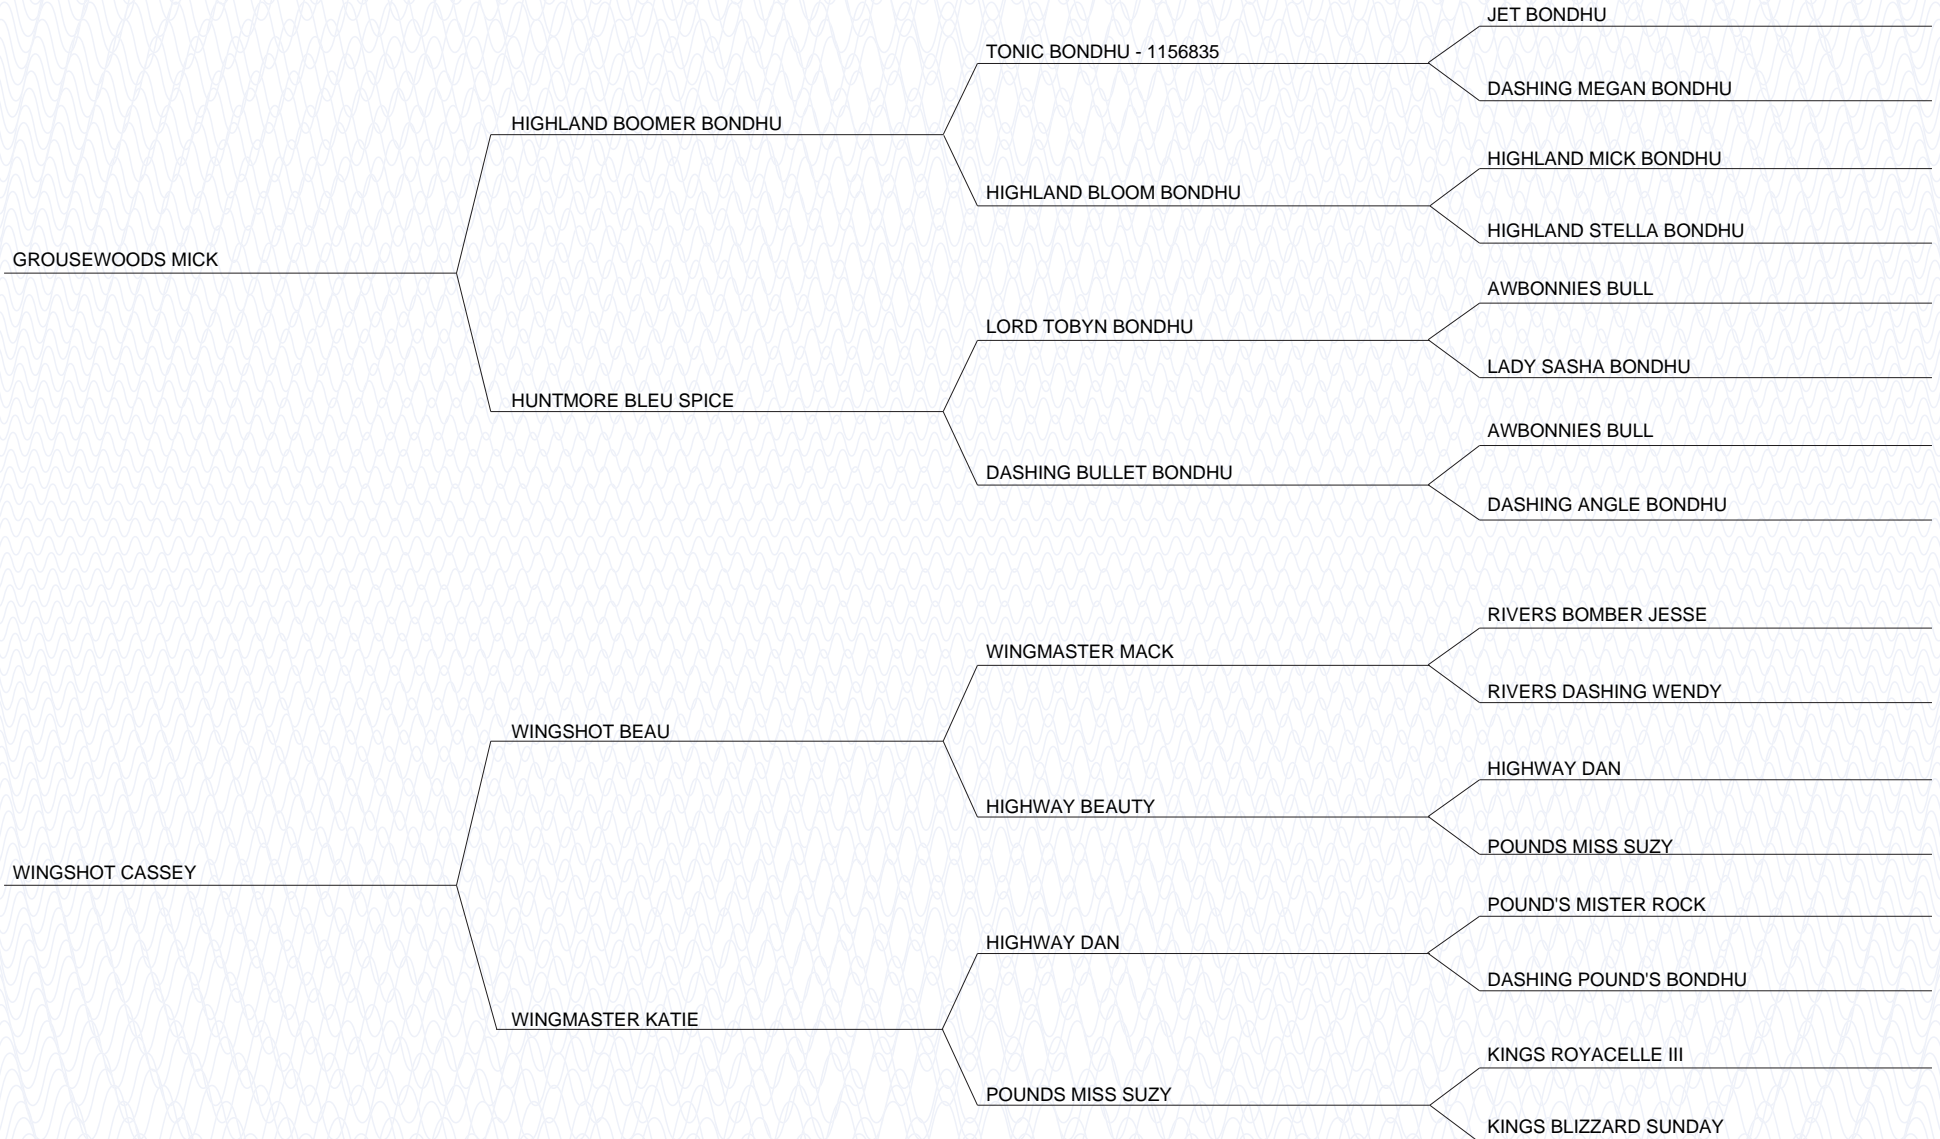 JET BONDHU
TONIC BONDHU - 1156835
DASHING MEGAN BONDHU
HIGHLAND BOOMER BONDHU
HIGHLAND MICK BONDHU
HIGHLAND BLOOM BONDHU
HIGHLAND STELLA BONDHU
GROUSEWOODS MICK
AWBONNIES BULL
LORD TOBYN BONDHU
LADY SASHA BONDHU
HUNTMORE BLEU SPICE
AWBONNIES BULL
DASHING BULLET BONDHU
DASHING ANGLE BONDHU
RIVERS BOMBER JESSE
WINGMASTER MACK
RIVERS DASHING WENDY
WINGSHOT BEAU
HIGHWAY DAN
HIGHWAY BEAUTY
POUNDS MISS SUZY
WINGSHOT CASSEY
POUND'S MISTER ROCK
HIGHWAY DAN
DASHING POUND'S BONDHU
WINGMASTER KATIE
KINGS ROYACELLE III
POUNDS MISS SUZY
KINGS BLIZZARD SUNDAY